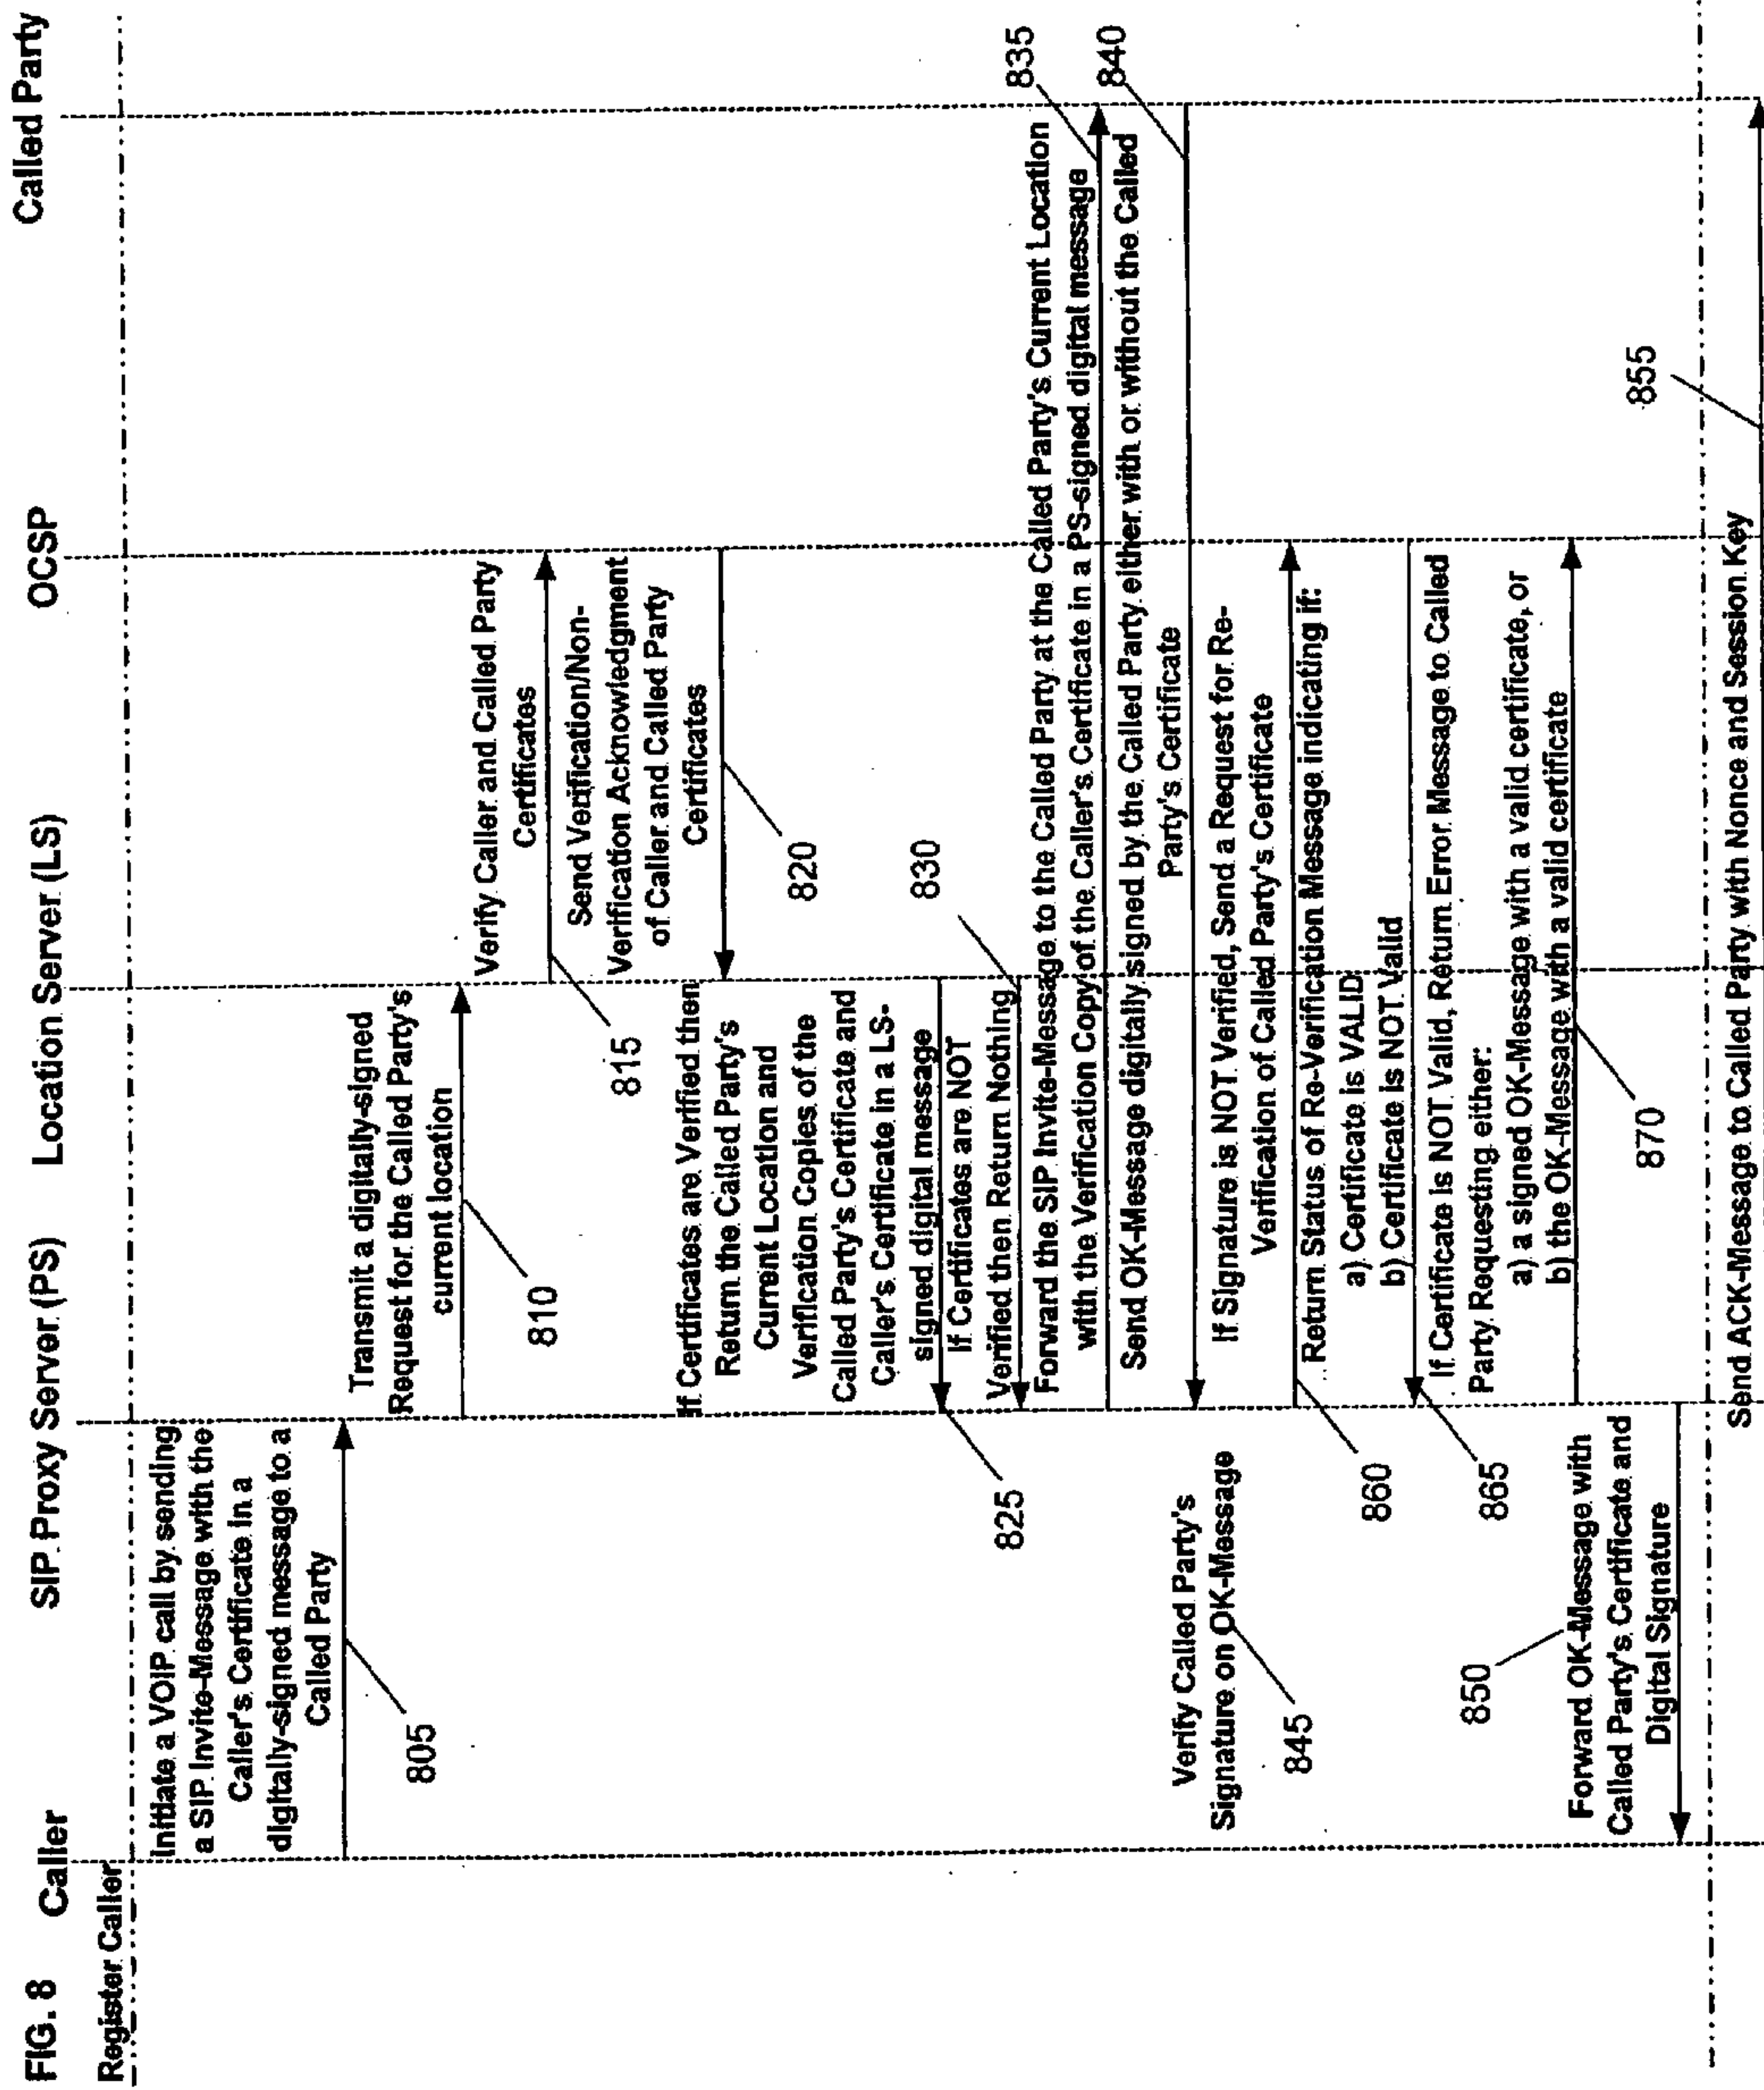 FIG. 8
Caller
SIP Proxy Server (PS)
Location Server (LS)
OCSP
Called Party
Register Caller
Initiate a VOIP call by sending
a SIP Invite-Message with the
Caller's Certificate in a
digitally-signed message to a
Called Party
805
Transmit a digitally-signed
Request for the Called Party's
current location
810
Verify Caller and Called Party
Certificates
815
Send Verification/Non-
Verification Acknowledgment
of Caller and Called Party
Certificates
820
If Certificates are Verified then
Return the Called Party's
Current Location and
Verification Copies of the
Called Party's Certificate and
Caller's Certificate in a LS-
signed digital message
825
If Certificates are NOT
Verified then Return Nothing
830
Forward the SIP Invite-Message to the Called Party at the Called Party's Current Location
with the Verification Copy of the Caller's Certificate in a PS-signed digital message
835
Send OK-Message digitally signed by the Called Party either with or without the Called
Party's Certificate
840
Verify Called Party's
Signature on OK-Message
845
If Signature is NOT Verified, Send a Request for Re-
Verification of Called Party's Certificate
860
Return Status of Re-Verification Message indicating if:
a) Certificate is VALID
b) Certificate is NOT Valid
865
If Certificate is NOT Valid, Return Error Message to Called
Party Requesting either:
a) a signed OK-Message with a valid certificate, or
b) the OK-Message with a valid certificate
870
850
Forward OK-Message with
Called Party's Certificate and
Digital Signature
Send ACK-Message to Called Party with Nonce and Session Key
855